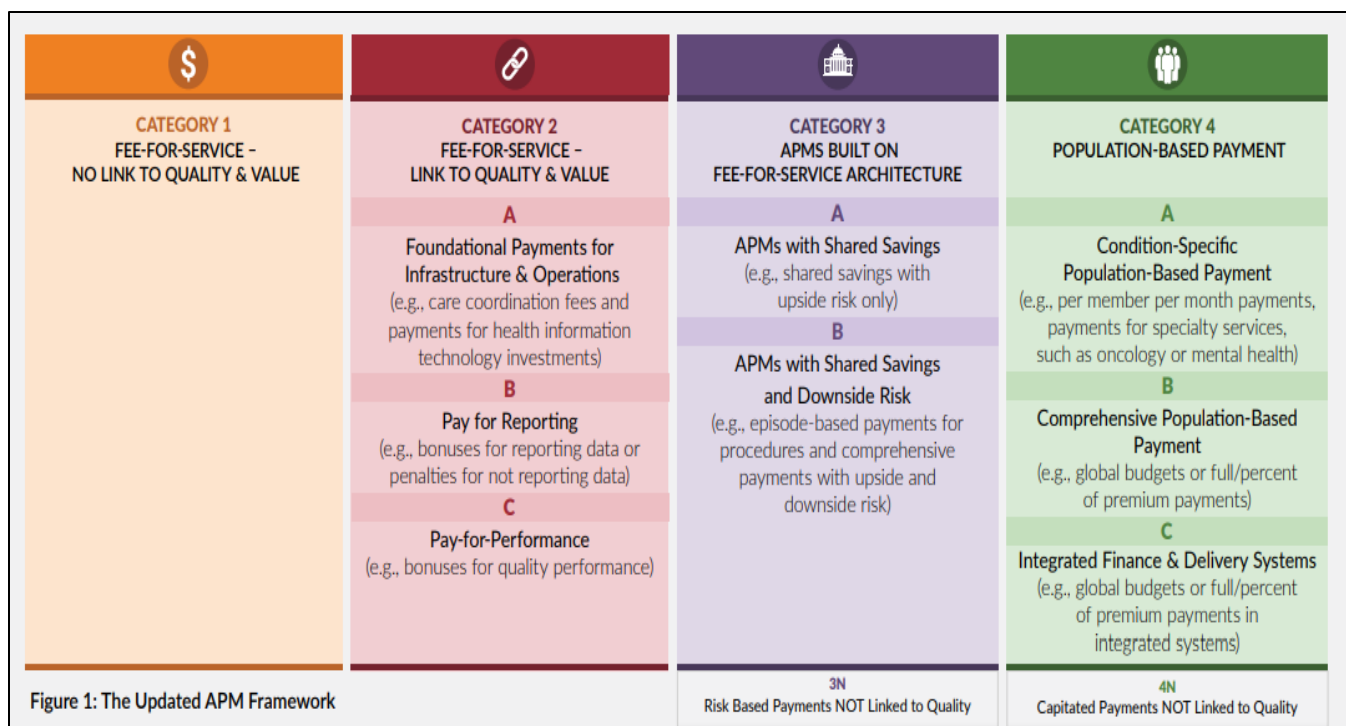 $
CATEGORY 1
FEE-FOR-SERVICE –
NO LINK TO QUALITY & VALUE
CATEGORY 2
FEE-FOR-SERVICE –
LINK TO QUALITY & VALUE
A
Foundational Payments for
Infrastructure & Operations
(e.g., care coordination fees and
payments for health information
technology investments)
B
Pay for Reporting
(e.g., bonuses for reporting data or
penalties for not reporting data)
C
Pay-for-Performance
(e.g., bonuses for quality performance)
CATEGORY 3
APMS BUILT ON
FEE-FOR-SERVICE ARCHITECTURE
A
APMs with Shared Savings
(e.g., shared savings with
upside risk only)
B
APMs with Shared Savings
and Downside Risk
(e.g., episode-based payments for
procedures and comprehensive
payments with upside and
downside risk)
3N
Risk Based Payments NOT Linked to Quality
CATEGORY 4
POPULATION-BASED PAYMENT
A
Condition-Specific
Population-Based Payment
(e.g., per member per month payments,
payments for specialty services,
such as oncology or mental health)
B
Comprehensive Population-Based
Payment
(e.g., global budgets or full/percent
of premium payments)
C
Integrated Finance & Delivery Systems
(e.g., global budgets or full/percent
of premium payments in
integrated systems)
4N
Capitated Payments NOT Linked to Quality
Figure 1: The Updated APM Framework